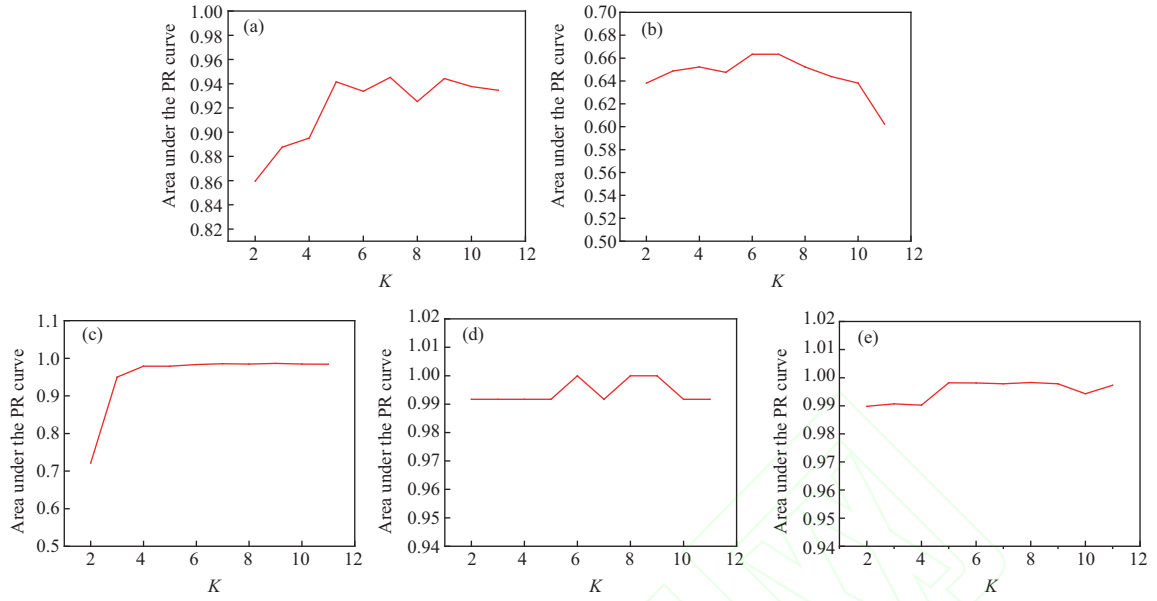 (a)
Area under the PR curve
1.00
0.98
0.96
0.94
0.92
0.90
0.88
0.86
0.84
0.82
2 4 6 8 10 12
K
(b)
Area under the PR curve
0.70
0.68
0.66
0.64
0.62
0.60
0.58
0.56
0.54
0.52
0.50
2 4 6 8 10 12
K
(c)
Area under the PR curve
1.1
1.0
0.9
0.8
0.7
0.6
0.5
2 4 6 8 10 12
K
(d)
Area under the PR curve
1.02
1.01
1.00
0.99
0.98
0.97
0.96
0.95
0.94
2 4 6 8 10 12
K
(e)
Area under the PR curve
1.02
1.01
1.00
0.99
0.98
0.97
0.96
0.95
0.94
2 4 6 8 10 12
K